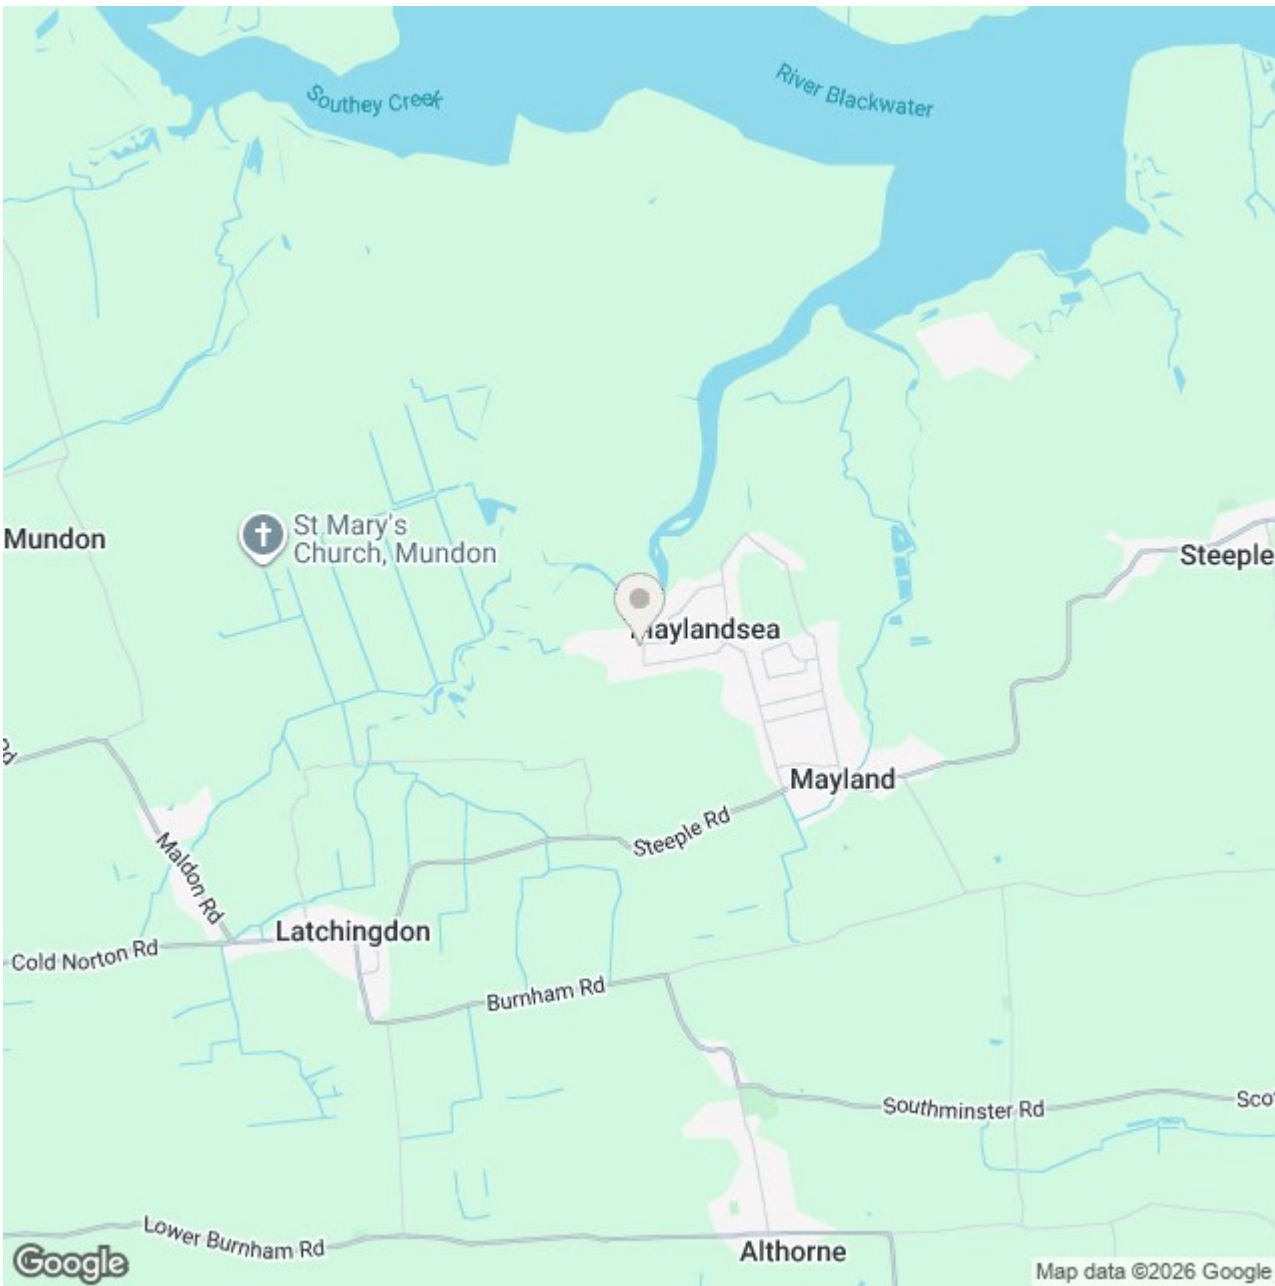 Southey Creek
River Blackwater
St Mary's
Church, Mundon
Mundon
Steeple
Maylandsea
Mayland
Steeple Rd
Maldon Rd
Latchingdon
Cold Norton Rd
Burnham Rd
Southminster Rd
Lower Burnham Rd
Althorne
Google
Map data ©2026 Google